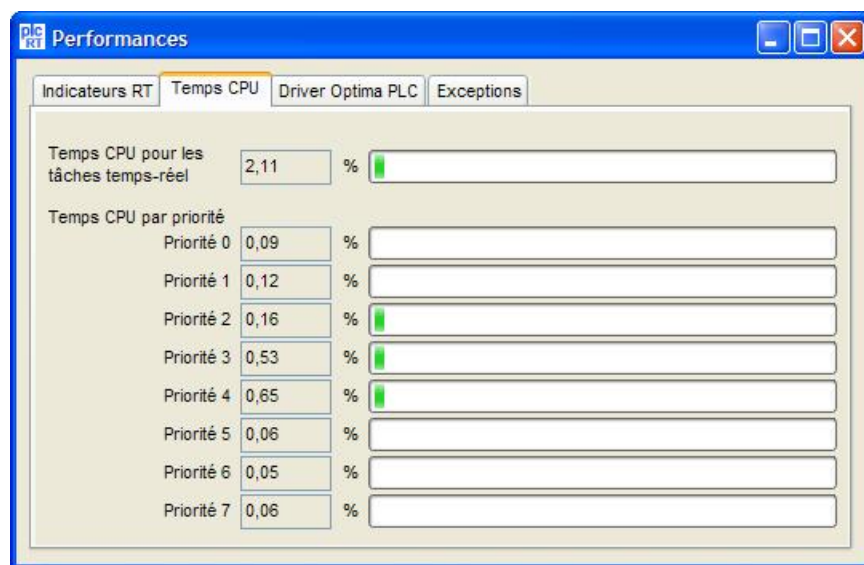 plc RT Performances
Indicateurs RT Temps CPU Driver Optima PLC Exceptions
Temps CPU pour les
tâches temps-réel 2,11 %
Temps CPU par priorité
Priorité 0 0,09 %
Priorité 1 0,12 %
Priorité 2 0,16 %
Priorité 3 0,53 %
Priorité 4 0,65 %
Priorité 5 0,06 %
Priorité 6 0,05 %
Priorité 7 0,06 %